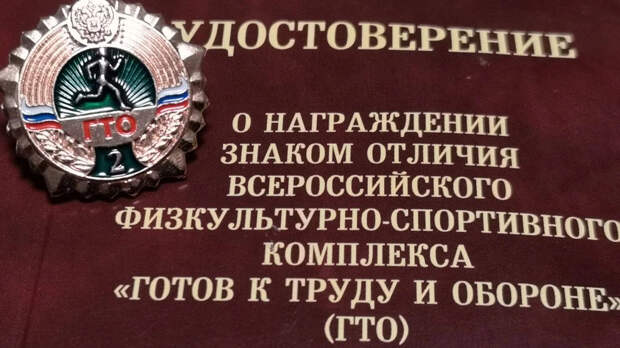 УДОСТОВЕРЕНИЕ
О НАГРАЖДЕНИИ
ЗНАКОМ ОТЛИЧИЯ
ВСЕРОССИЙСКОГО
ФИЗКУЛЬТУРНО-СПОРТИВНОГО
КОМПЛЕКСА
«ГОТОВ К ТРУДУ И ОБОРОНЕ»
(ГТО)
ГТО
2